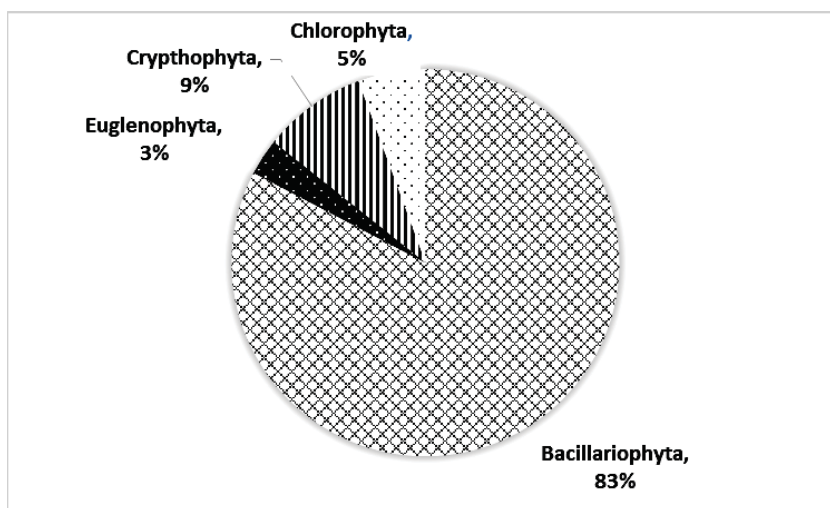 Chlorophyta,
5%
Crypthophyta,
9%
Euglenophyta,
3%
Bacillariophyta,
83%